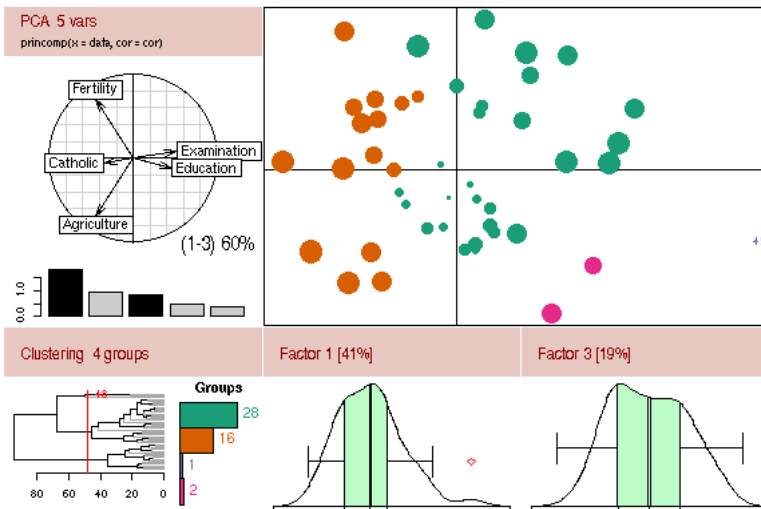 PCA 5 vars
princomp(x = data, cor = cor)
Fertility
Catholic
Examination
Education
Agriculture
(1-3) 60%
1.0
0.0
Clustering 4 groups
Factor 1 [41%]
Factor 3 [19%]
48
Groups
28
16
1
2
80 60 40 20 0